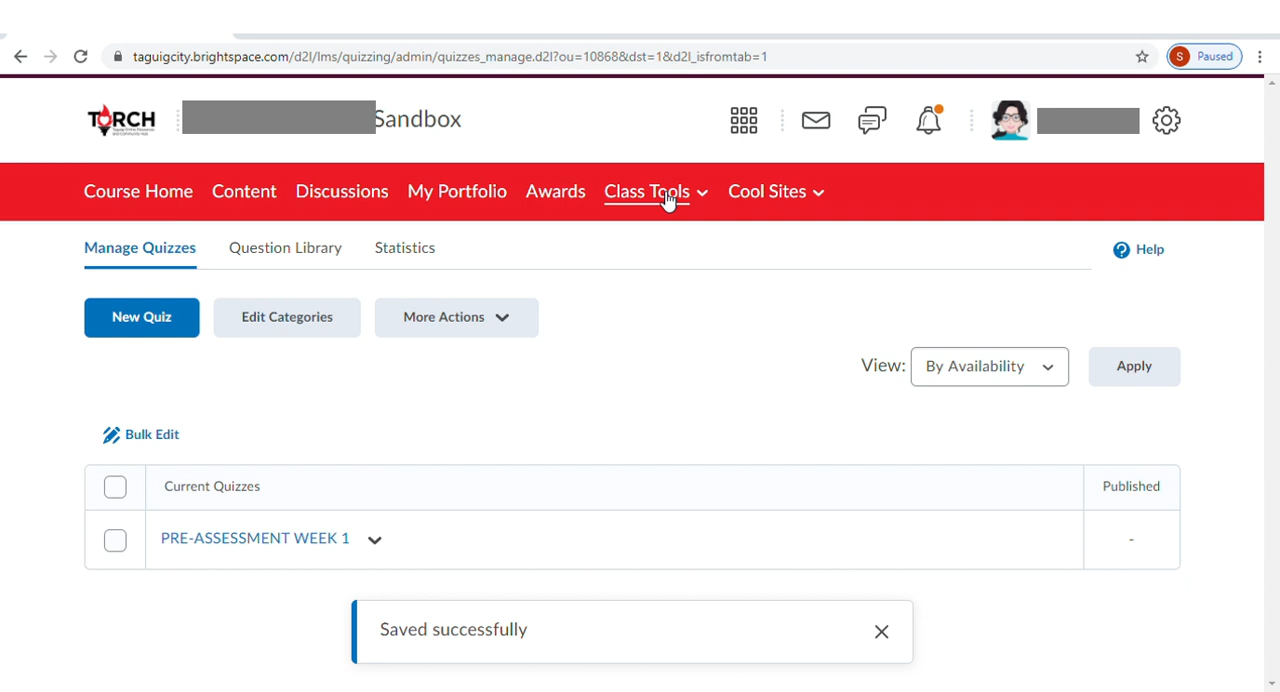 taguigcity.brightspace.com/d2l/lms/quizzing/admin/quizzes_manage.d2l?ou=10868&dst=1&d2l_isfromtab=1
S Paused
TORCH
Sandbox
Course Home Content Discussions My Portfolio Awards Class Tools Cool Sites
Manage Quizzes Question Library Statistics
? Help
New Quiz Edit Categories More Actions
View: By Availability Apply
Bulk Edit
Current Quizzes Published
PRE-ASSESSMENT WEEK 1 -
Saved successfully